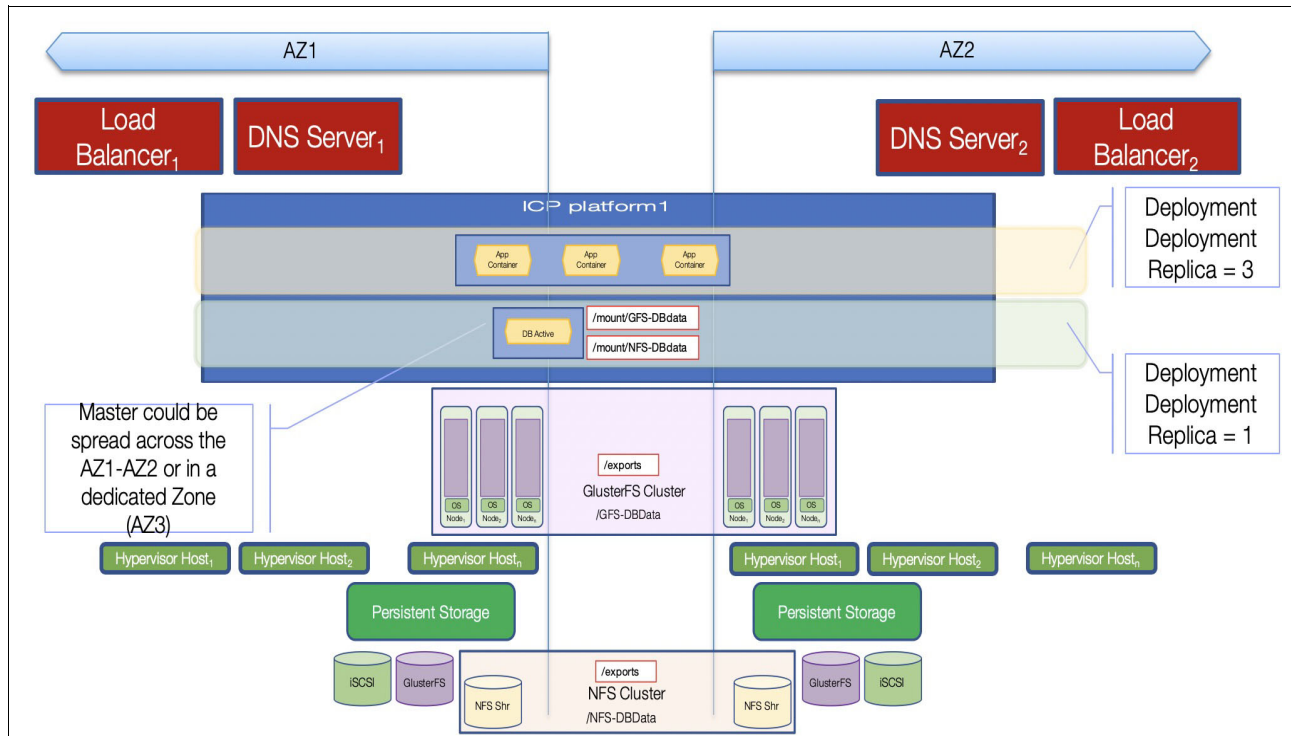 AZ1
AZ2
Load
Balancer₁
DNS Server₁
DNS Server₂
Load
Balancer₂
ICP platform1
App
Container
App
Container
App
Container
Deployment
Deployment
Replica = 3
DB Active
/mount/GFS-DBdata
/mount/NFS-DBdata
Deployment
Deployment
Replica = 1
Master could be
spread across the
AZ1-AZ2 or in a
dedicated Zone
(AZ3)
OS
Node₁
OS
Node₂
OS
Nodeₙ
/exports
GlusterFS Cluster
/GFS-DBData
OS
Node₁
OS
Node₂
OS
Nodeₙ
Hypervisor Host₁
Hypervisor Host₂
Hypervisor Hostₙ
Hypervisor Host₁
Hypervisor Host₂
Hypervisor Hostₙ
Persistent Storage
Persistent Storage
iSCSI
GlusterFS
NFS Shr
/exports
NFS Cluster
/NFS-DBData
NFS Shr
GlusterFS
iSCSI